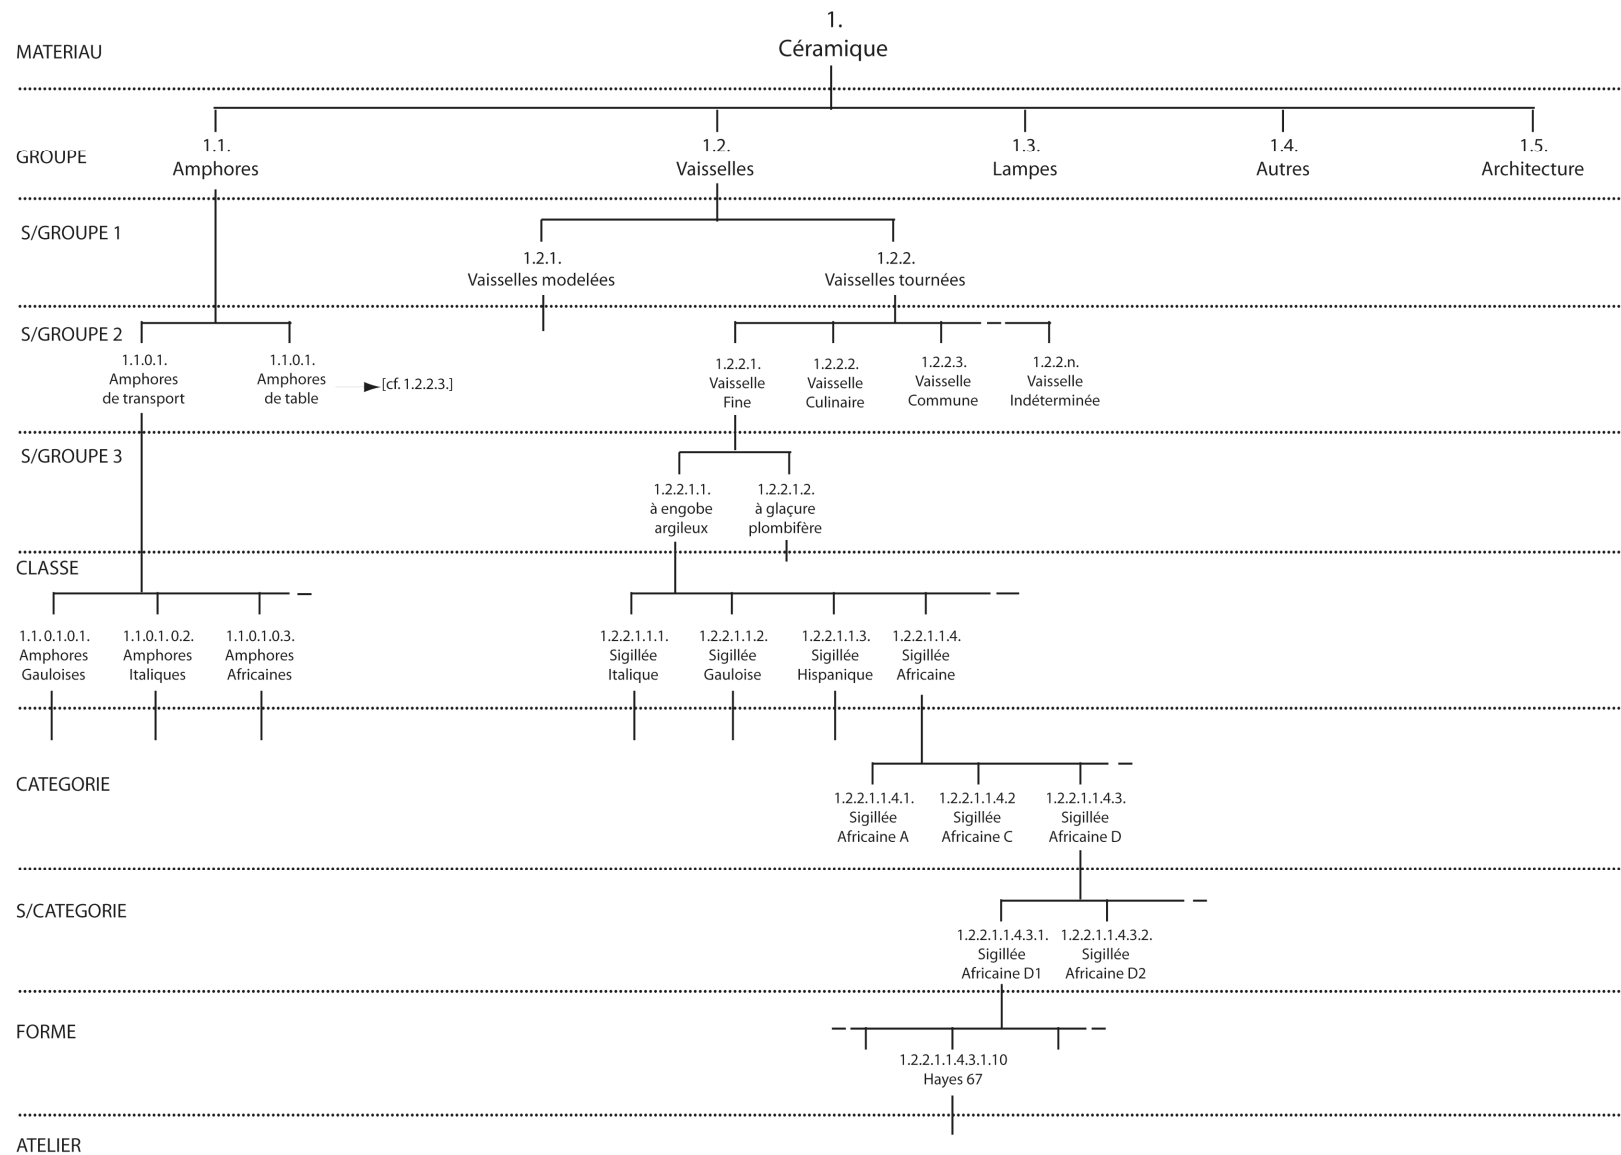 1.
Céramique
MATERIAU
1.1.
Amphores
1.2.
Vaisselles
1.3.
Lampes
1.4.
Autres
1.5.
Architecture
GROUPE
S/GROUPE 1
1.2.1.
Vaisselles modelées
1.2.2.
Vaisselles tournées
S/GROUPE 2
1.1.0.1.
Amphores
de transport
1.1.0.1.
Amphores
de table
[cf. 1.2.2.3.]
1.2.2.1.
Vaisselle
Fine
1.2.2.2.
Vaisselle
Culinaire
1.2.2.3.
Vaisselle
Commune
1.2.2.n.
Vaisselle
Indéterminée
S/GROUPE 3
1.2.2.1.1.
à engobe
argileux
1.2.2.1.2.
à glaçure
plombifère
CLASSE
1.1.0.1.0.1.
Amphores
Gauloises
1.1.0.1.0.2.
Amphores
Italiques
1.1.0.1.0.3.
Amphores
Africaines
1.2.2.1.1.1.
Sigillée
Italique
1.2.2.1.1.2.
Sigillée
Gauloise
1.2.2.1.1.3.
Sigillée
Hispanique
1.2.2.1.1.4.
Sigillée
Africaine
CATEGORIE
1.2.2.1.1.4.1.
Sigillée
Africaine A
1.2.2.1.1.4.2
Sigillée
Africaine C
1.2.2.1.1.4.3.
Sigillée
Africaine D
S/CATEGORIE
1.2.2.1.1.4.3.1.
Sigillée
Africaine D1
1.2.2.1.1.4.3.2.
Sigillée
Africaine D2
FORME
1.2.2.1.1.4.3.1.10
Hayes 67
ATELIER